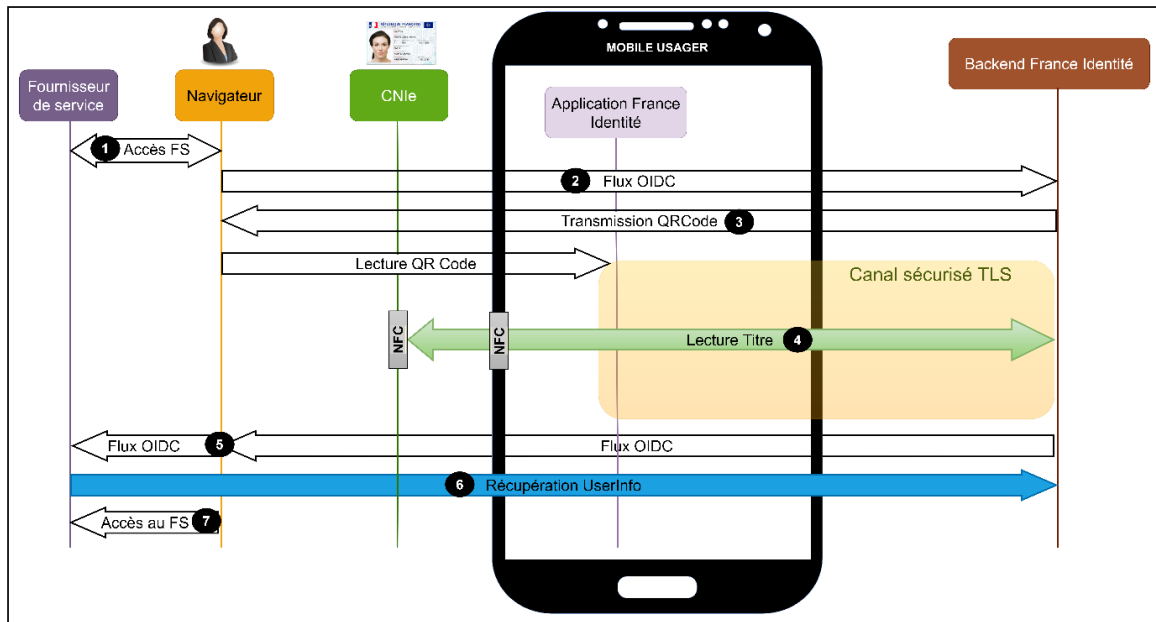 MOBILE USAGER
RÉPUBLIQUE FRANÇAISE
Fournisseur
de service
Navigateur
CNIe
Application France
Identité
Backend France Identité
1 Accès FS
2 Flux OIDC
Transmission QRCode 3
Lecture QR Code
Canal sécurisé TLS
NFC
NFC
Lecture Titre 4
Flux OIDC 5
Flux OIDC
6 Récupération UserInfo
Accès au FS 7